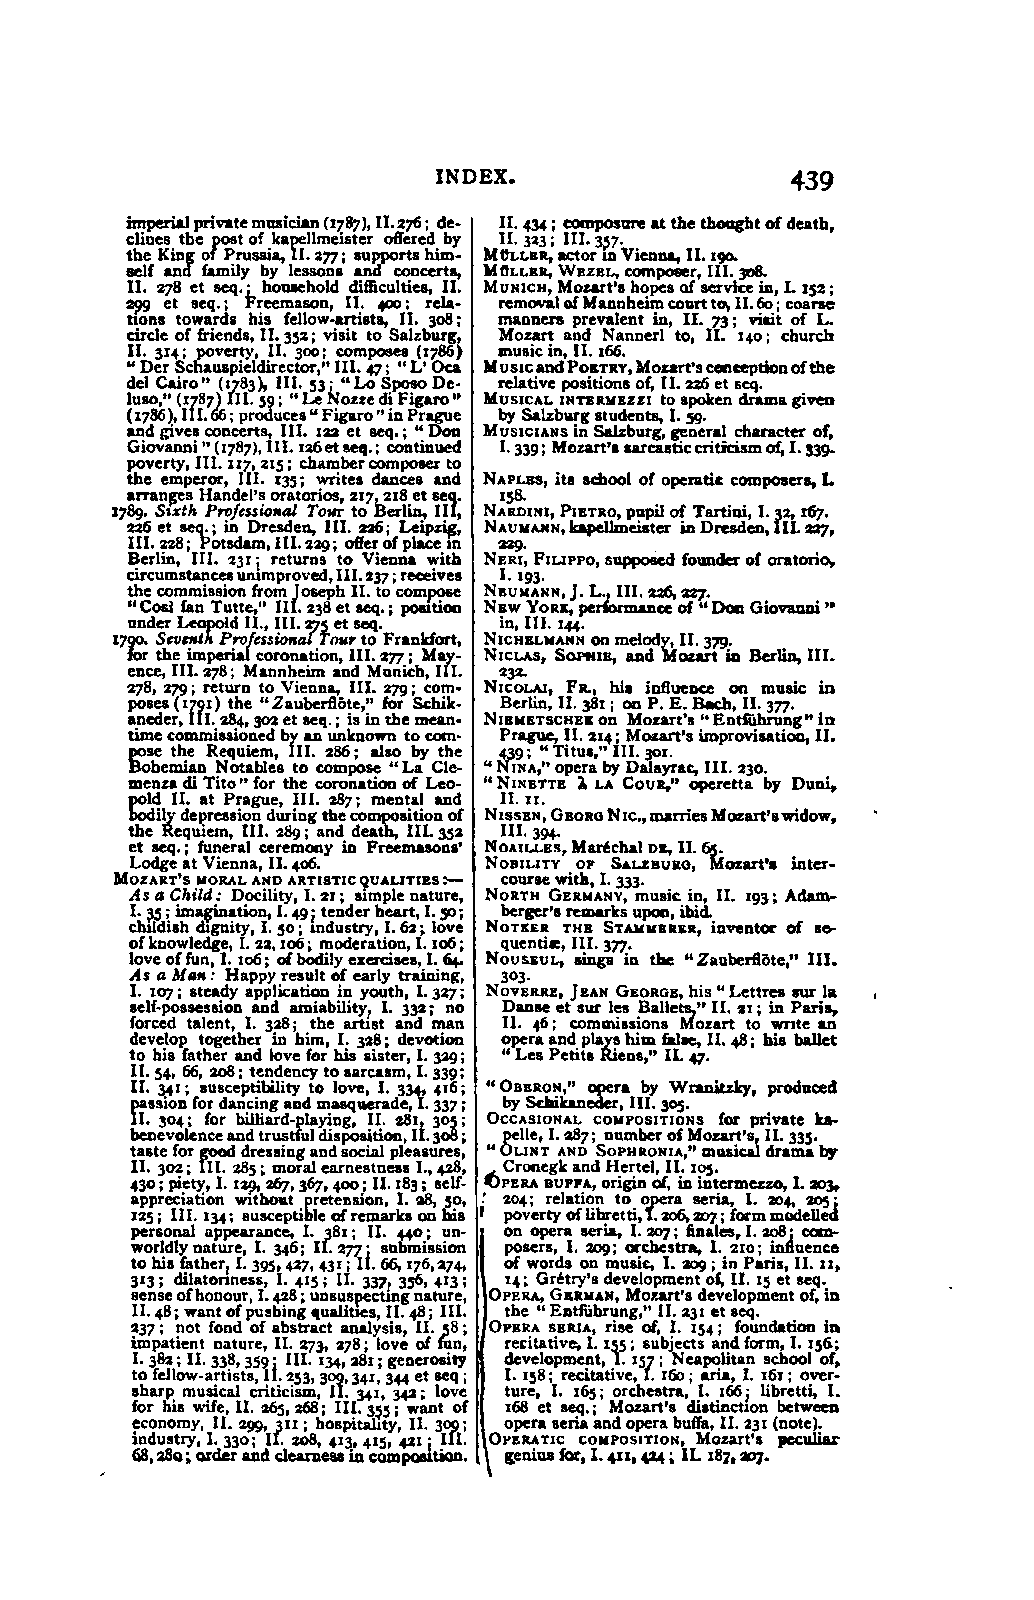 INDEX. 439
imperial private musician (1787), II. 276; de-
clines the post of kapellmeister offered by
the King of Prussia, II. 277; supports him-
self and family by lessons and concerts,
II. 278 et seq.; household difficulties, II.
299 et seq.; Freemason, II. 400; rela-
tions towards his fellow-artists, II. 308;
circle of friends, II. 352; visit to Salzburg,
II. 314; poverty, II. 300; composes (1786)
"Der Schauspieldirector," III. 47; "L' Oca
del Cairo" (1783), III. 53; "Lo Sposo De-
luso," (1787) III. 59; "Le Nozze di Figaro"
(1786), III. 66; produces "Figaro" in Prague
and gives concerts, III. 122 et seq.; "Don
Giovanni" (1787), III. 126 et seq.; continued
poverty, III. 117, 215; chamber composer to
the emperor, III. 135; writes dances and
arranges Handel's oratorios, 217, 218 et seq.
1789. Sixth Professional Tour to Berlin, III,
226 et seq.; in Dresden, III. 226; Leipzig,
III. 228; Potsdam, III. 229; offer of place in
Berlin, III. 231; returns to Vienna with
circumstances unimproved, III. 237; receives
the commission from Joseph II. to compose
"Cosi fan Tutte," III. 238 et seq.; position
under Leopold II., III. 275 et seq.
1790. Seventh Professional Tour to Frankfort,
for the imperial coronation, III. 277; May-
ence, III. 278; Mannheim and Munich, III.
278, 279; return to Vienna, III. 279; com-
poses (1791) the "Zauberflöte," for Schik-
aneder, III. 284, 302 et seq.; is in the mean-
time commissioned by an unknown to com-
pose the Requiem, III. 286; also by the
Bohemian Notables to compose "La Cle-
menza di Tito" for the coronation of Leo-
pold II. at Prague, III. 287; mental and
bodily depression during the composition of
the Requiem, III. 289; and death, III. 352
et seq.; funeral ceremony in Freemasons'
Lodge at Vienna, II. 406.
MOZART'S MORAL AND ARTISTIC QUALITIES:—
As a Child: Docility, I. 21; simple nature,
I. 35; imagination, I. 49; tender heart, I. 50;
childish dignity, I. 50; industry, I. 62; love
of knowledge, I. 22, 106; moderation, I. 106;
love of fun, I. 106; of bodily exercises, I. 64.
As a Man: Happy result of early training,
I. 107; steady application in youth, I. 327;
self-possession and amiability, I. 332; no
forced talent, I. 328; the artist and man
develop together in him, I. 328; devotion
to his father and love for his sister, I. 329;
II. 54, 66, 208; tendency to sarcasm, I. 339;
II. 341; susceptibility to love, I. 334, 416;
passion for dancing and masquerade, I. 337;
II. 304; for billiard-playing, II. 281, 305;
benevolence and trustful disposition, II. 308;
taste for good dressing and social pleasures,
II. 302; III. 285; moral earnestness I., 428,
430; piety, I. 129, 267, 367, 400; II. 183; self-
appreciation without pretension, I. 28, 50,
125; III. 134; susceptible of remarks on his
personal appearance, I. 381; II. 440; un-
worldly nature, I. 346; II. 277; submission
to his father, I. 395, 427, 431; II. 66, 176, 274,
313; dilatoriness, I. 415; II. 337, 356, 413;
sense of honour, I. 428; unsuspecting nature,
II. 48; want of pushing qualities, II. 48; III.
237; not fond of abstract analysis, II. 58;
impatient nature, II. 273, 278; love of fun,
I. 382; II. 338, 359; III. 134, 281; generosity
to fellow-artists, II. 253, 309, 341, 344 et seq;
sharp musical criticism, II. 341, 342; love
for his wife, II. 265, 268; III. 355; want of
economy, II. 299, 311; hospitality, II. 309;
industry, I. 330; II. 208, 413, 415, 421; III.
68, 280; order and clearness in composition.
II. 434; composure at the thought of death,
II. 323; III. 357.
MÜLLER, actor in Vienna, II. 190.
MÜLLER, WEZEL, composer, III. 308.
MUNICH, Mozart's hopes of service in, I. 152;
removal of Mannheim court to, II. 60; coarse
manners prevalent in, II. 73; visit of L.
Mozart and Nannerl to, II. 140; church
music in, II. 166.
MUSIC and POETRY, Mozart's conception of the
relative positions of, II. 226 et seq.
MUSICAL INTERMEZZI to spoken drama given
by Salzburg students, I. 59.
MUSICIANS in Salzburg, general character of,
I. 339; Mozart's sarcastic criticism of, I. 339.
NAPLES, its school of operatic composers, I.
158.
NARDINI, PIETRO, pupil of Tartini, I. 32, 167.
NAUMANN, kapellmeister in Dresden, III. 227,
229.
NERI, FILIPPO, supposed founder of oratorio,
I. 193.
NEUMANN, J. L., III. 226, 227.
NEW YORK, performance of "Don Giovanni"
in, III. 144.
NICHELMANN on melody, II. 379.
NICLAS, SOPHIE, and Mozart in Berlin, III.
232.
NICOLAI, FR., his influence on music in
Berlin, II. 381; on P. E. Bach, II. 377.
NIEMETSCHEK on Mozart's "Entführung" in
Prague, II. 214; Mozart's improvisation, II.
439; "Titus," III. 301.
"NINA," opera by Dalayrac, III. 230.
"NINETTE À LA COUR," operetta by Duni,
II. 11.
NISSEN, GEORG NIC., marries Mozart's widow,
III. 394.
NOAILLES, Maréchal DE, II. 65.
NOBILITY OF SALZBURG, Mozart's inter-
course with, I. 333.
NORTH GERMANY, music in, II. 193; Adam-
berger's remarks upon, ibid.
NOTKER THE STAMMERER, inventor of se-
quentiæ, III. 377.
NOUSEUL, sings in the "Zauberflöte," III.
303.
NOVERRE, JEAN GEORGE, his "Lettres sur la
Danse et sur les Ballets," II. 21; in Paris,
II. 46; commissions Mozart to write an
opera and plays him false, II. 48; his ballet
"Les Petits Riens," II. 47.
"OBERON," opera by Wranitzky, produced
by Schikaneder, III. 305.
OCCASIONAL COMPOSITIONS for private ka-
pelle, I. 287; number of Mozart's, II. 335.
"OLINT AND SOPHRONIA," musical drama by
Cronegk and Hertel, II. 105.
OPERA BUFFA, origin of, in intermezzo, I. 203,
204; relation to opera seria, I. 204, 205;
poverty of libretti, I. 206, 207; form modelled
on opera seria, I. 207; finales, I. 208; com-
posers, I. 209; orchestra, I. 210; influence
of words on music, I. 209; in Paris, II. 11,
14; Grétry's development of, II. 15 et seq.
OPERA, GERMAN, Mozart's development of, in
the "Entführung," II. 231 et seq.
OPERA SERIA, rise of, I. 154; foundation in
recitative, I. 155; subjects and form, I. 156;
development, I. 157; Neapolitan school of,
I. 158; recitative, I. 160; aria, I. 161; over-
ture, I. 165; orchestra, I. 166; libretti, I.
168 et seq.; Mozart's distinction between
opera seria and opera buffa, II. 231 (note).
OPERATIC COMPOSITION, Mozart's peculiar
genius for, I. 411, 424; II. 187, 207.